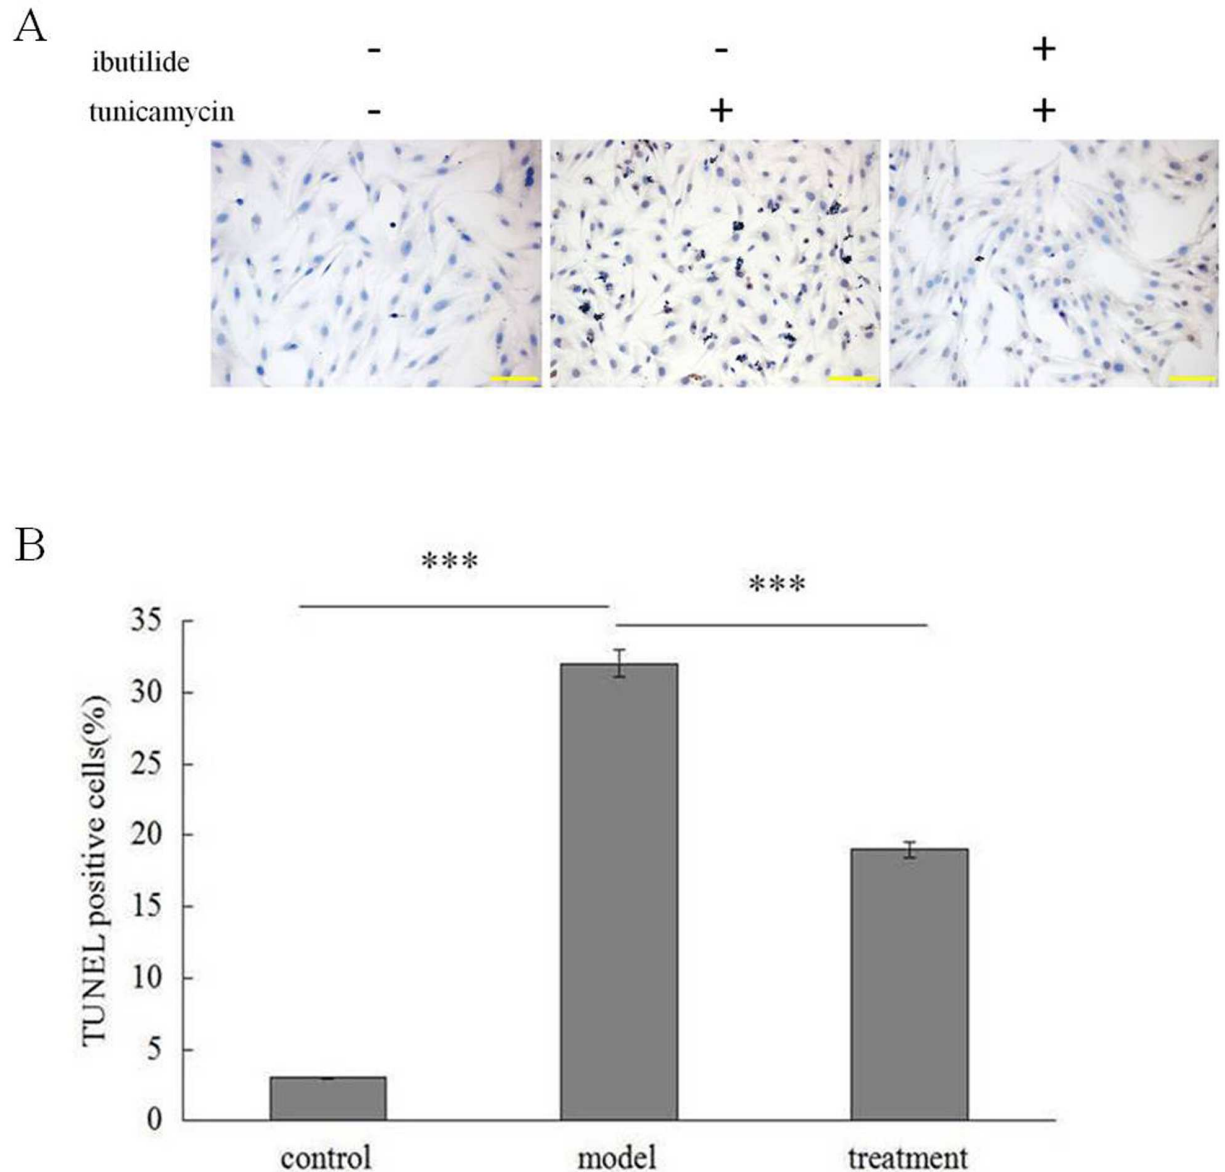 A
ibutilide - - +
tunicamycin - + +
B
*** ***
35
30
25
20
15
10
5
0
TUNEL positive cells(%)
control model treatment